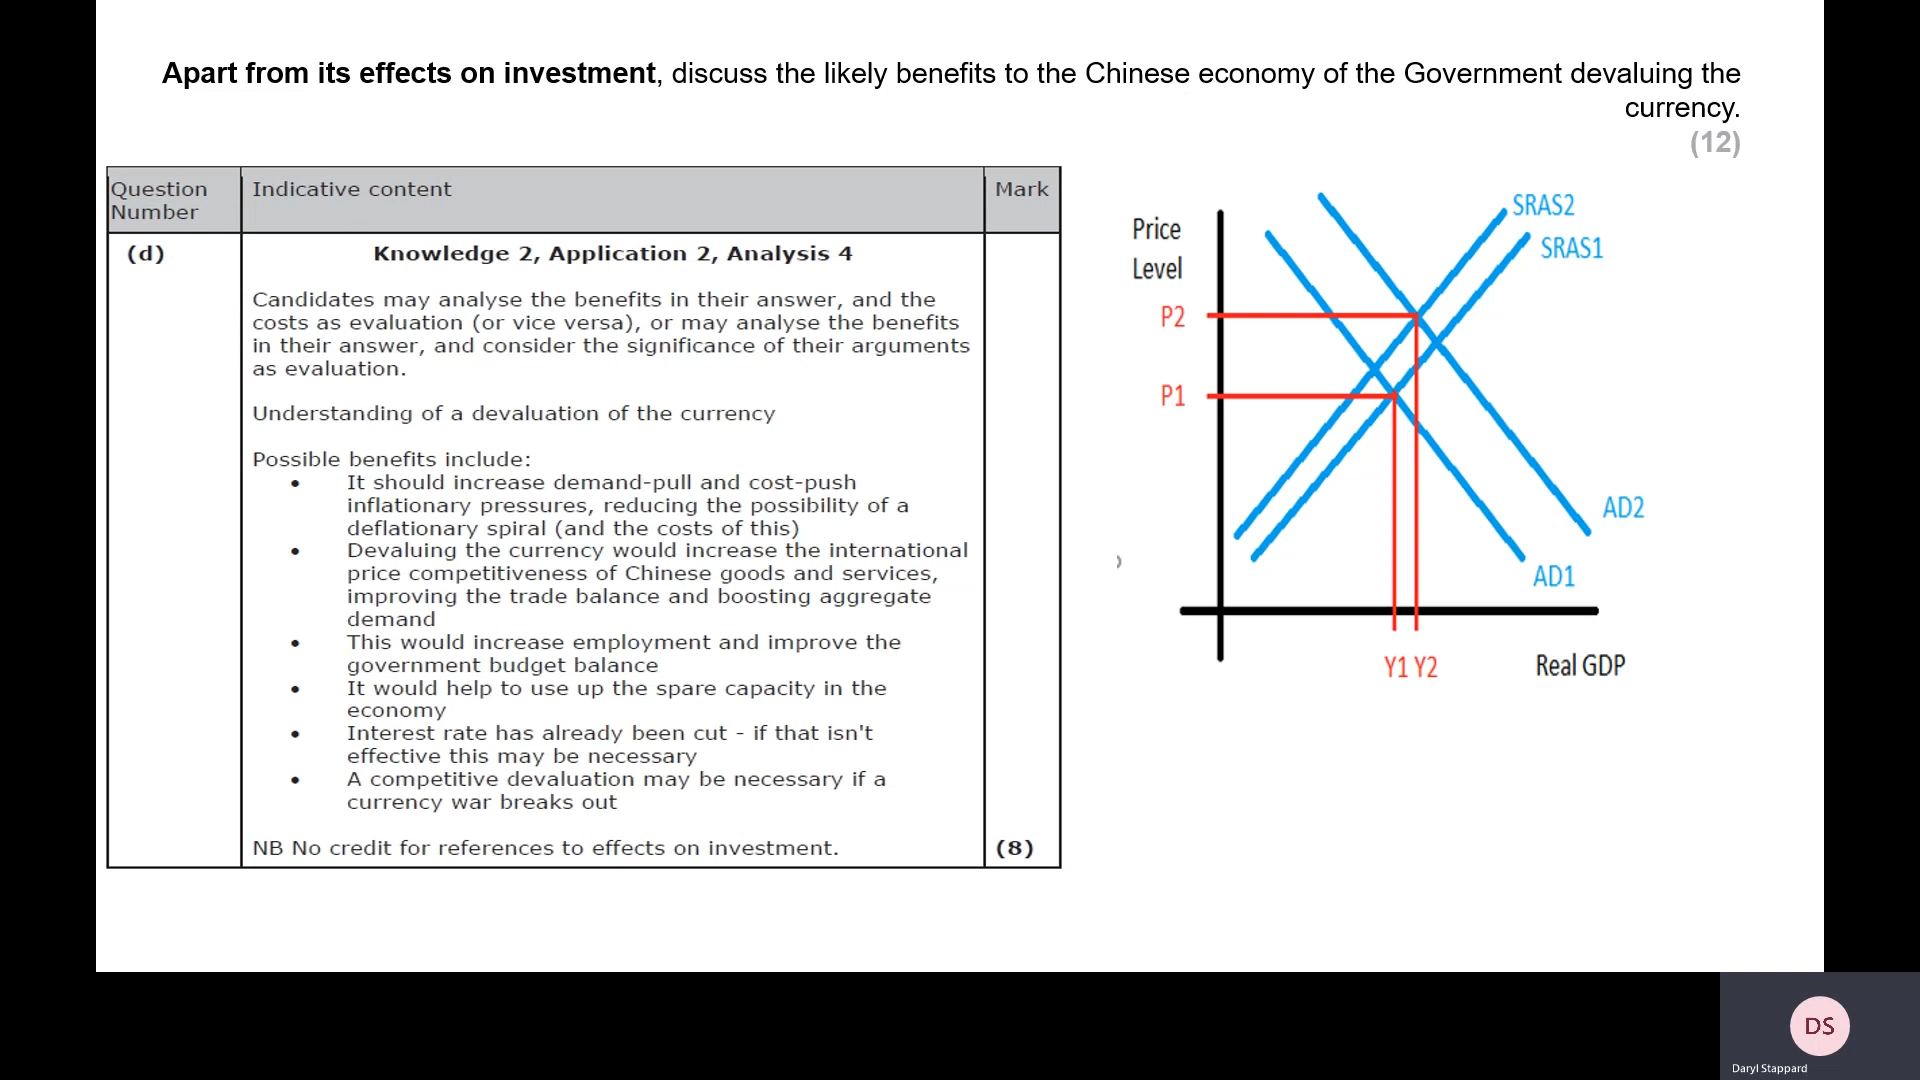 Apart from its effects on investment, discuss the likely benefits to the Chinese economy of the Government devaluing the
currency.
(12)
Question
Number
Indicative content
Mark
(d)
Knowledge 2, Application 2, Analysis 4
Candidates may analyse the benefits in their answer, and the
costs as evaluation (or vice versa), or may analyse the benefits
in their answer, and consider the significance of their arguments
as evaluation.
Understanding of a devaluation of the currency
Possible benefits include:
• It should increase demand-pull and cost-push
inflationary pressures, reducing the possibility of a
deflationary spiral (and the costs of this)
• Devaluing the currency would increase the international
price competitiveness of Chinese goods and services,
improving the trade balance and boosting aggregate
demand
• This would increase employment and improve the
government budget balance
• It would help to use up the spare capacity in the
economy
• Interest rate has already been cut - if that isn't
effective this may be necessary
• A competitive devaluation may be necessary if a
currency war breaks out
NB No credit for references to effects on investment.
(8)
Price
Level
SRAS2
SRAS1
P2
P1
AD2
AD1
Y1 Y2
Real GDP
DS
Daryl Stappard